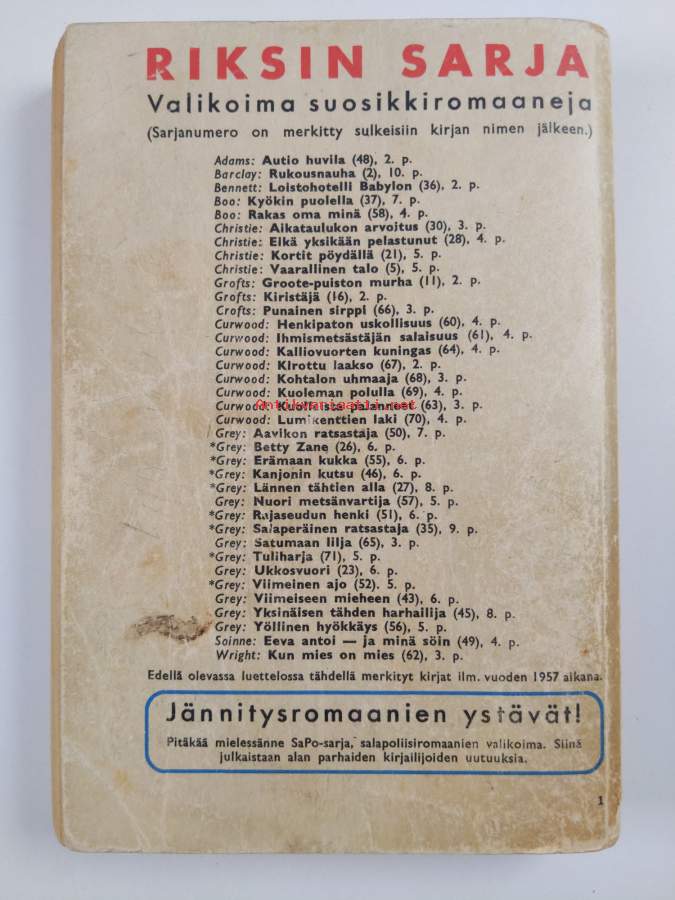 RIKSIN SARJA
Valikoima suosikkiromaaneja
(Sarjanumero on merkitty sulkeisiin kirjan nimen jälkeen.)
Adams: Autio huvila (48), 2. p.
Barclay: Rukousnauha (2), 10. p.
Bennett: Loistohotelli Babylon (36), 2. p.
Boo: Kyökin puolella (37), 7. p.
Boo: Rakas oma minä (58), 4. p.
Christie: Aikataulukon arvoitus (30), 3. p.
Christie: Eikä yksikään pelastunut (28), 4. p.
Christie: Kortit pöydällä (21), 5. p.
Christie: Vaarallinen talo (5), 5. p.
Grofts: Groote-puiston murha (11), 2. p.
Grofts: Kiristäjä (16), 2. p.
Crofts: Punainen sirppi (66), 3. p.
Curwood: Henkipaton uskollisuus (60), 4. p.
Curwood: Ihmismetsästäjän salaisuus (61), 4. p.
Curwood: Kalliovuorten kuningas (64), 4. p.
Curwood: Kirottu laakso (67), 2. p.
Curwood: Kohtalon uhmaaja (68), 3. p.
Curwood: Kuoleman polulla (69), 4. p.
Curwood: Kuolleista palanneet (63), 3. p.
Antikvariaatti.net
Curwood: Lumikenttien laki (70), 4. p.
Grey: Aavikon ratsastaja (50), 7. p.
*Grey: Betty Zane (26), 6. p.
*Grey: Erämaan kukka (55), 6. p.
*Grey: Kanjonin kutsu (46), 6. p.
*Grey: Lännen tähtien alla (27), 8. p.
Grey: Nuori metsänvartija (57), 5. p.
*Grey: Rajaseudun henki (51), 6. p.
*Grey: Salaperäinen ratsastaja (35), 9. p.
Grey: Satumaan lilja (65), 3. p.
*Grey: Tuliharja (71), 5. p.
Grey: Ukkosvuori (23), 6. p.
*Grey: Viimeinen ajo (52). 5. p.
Grey: Viimeiseen mieheen (43), 6. p.
Grey: Yksinäisen tähden harhailija (45), 8. p.
Grey: Yöllinen hyökkäys (56), 5. p.
Soinne: Eeva antoi — ja minä söin (49), 4. p.
Wright: Kun mies on mies (62), 3. p.
Edellä olevassa luettelossa tähdellä merkityt kirjat ilm. vuoden 1957 aikana.
Jännitysromaanien ystävät!
Pitäkää mielessänne SaPo-sarja, salapoliisiromaanien valikoima. Siinä
julkaistaan alan parhaiden kirjailijoiden uutuuksia.
1